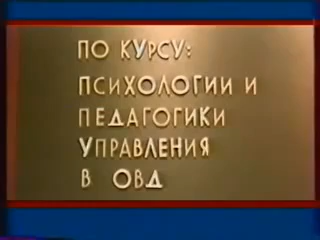 ПО КУРСУ:
ПСИХОЛОГИИ И
ПЕДАГОГИКИ
УПРАВЛЕНИЯ
В ОВД